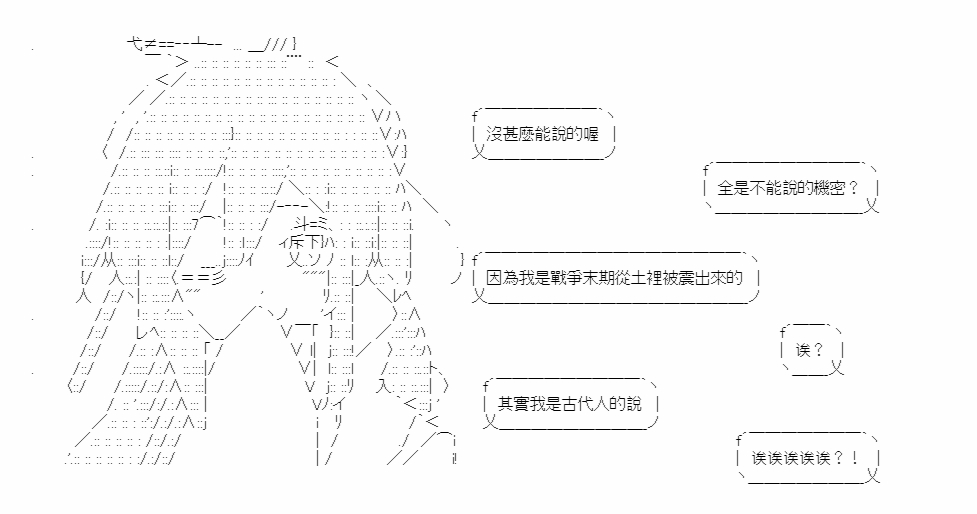 沒甚麼能說的喔
全是不能說的機密？
因為我是戰爭末期從土裡被震出來的
诶？
其實我是古代人的說
诶诶诶诶诶？！